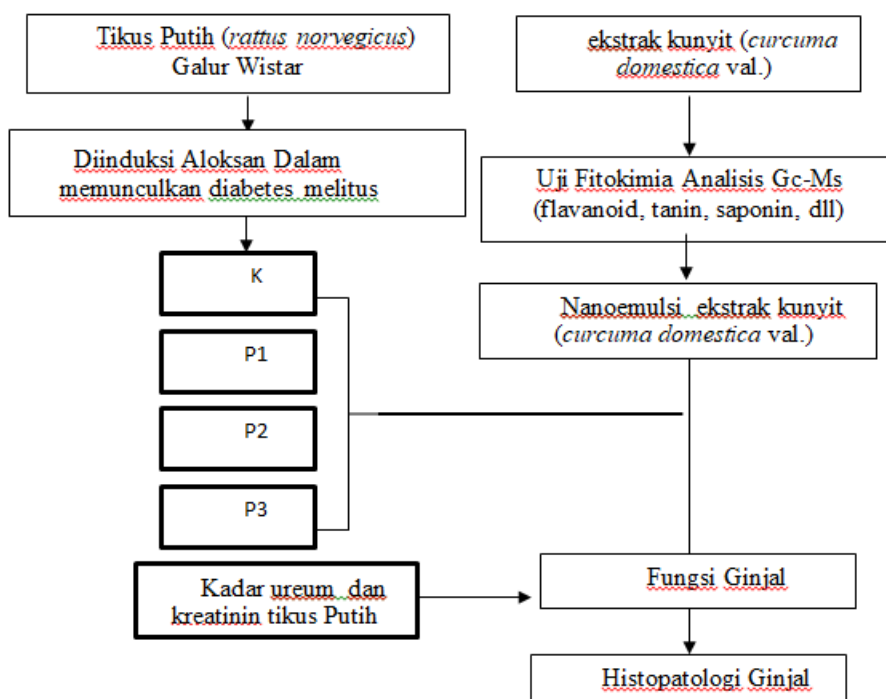 Tikus Putih (rattus norvegicus)
Galur Wistar
Diinduksi Aloksan Dalam
memunculkan diabetes melitus
K
P1
P2
P3
Kadar ureum dan
kreatinin tikus Putih
ekstrak kunyit (curcuma
domestica val.)
Uji Fitokimia Analisis Gc-Ms
(flavanoid, tanin, saponin, dll)
Nanoemulsi ekstrak kunyit
(curcuma domestica val.)
Fungsi Ginjal
Histopatologi Ginjal